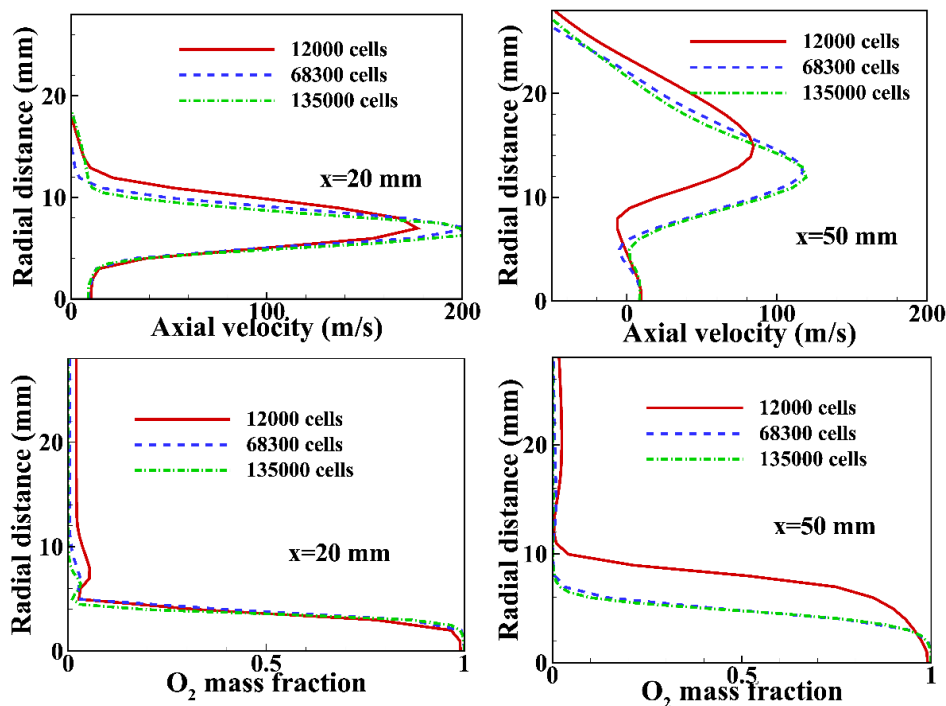 Radial distance (mm)
20
10
0
12000 cells
68300 cells
135000 cells
x=20 mm
0
100
200
Axial velocity (m/s)
Radial distance (mm)
20
10
0
12000 cells
68300 cells
135000 cells
x=50 mm
0
100
200
Axial velocity (m/s)
Radial distance (mm)
20
10
0
12000 cells
68300 cells
135000 cells
x=20 mm
0
0.5
1
O2 mass fraction
Radial distance (mm)
20
10
0
12000 cells
68300 cells
135000 cells
x=50 mm
0
0.5
1
O2 mass fraction